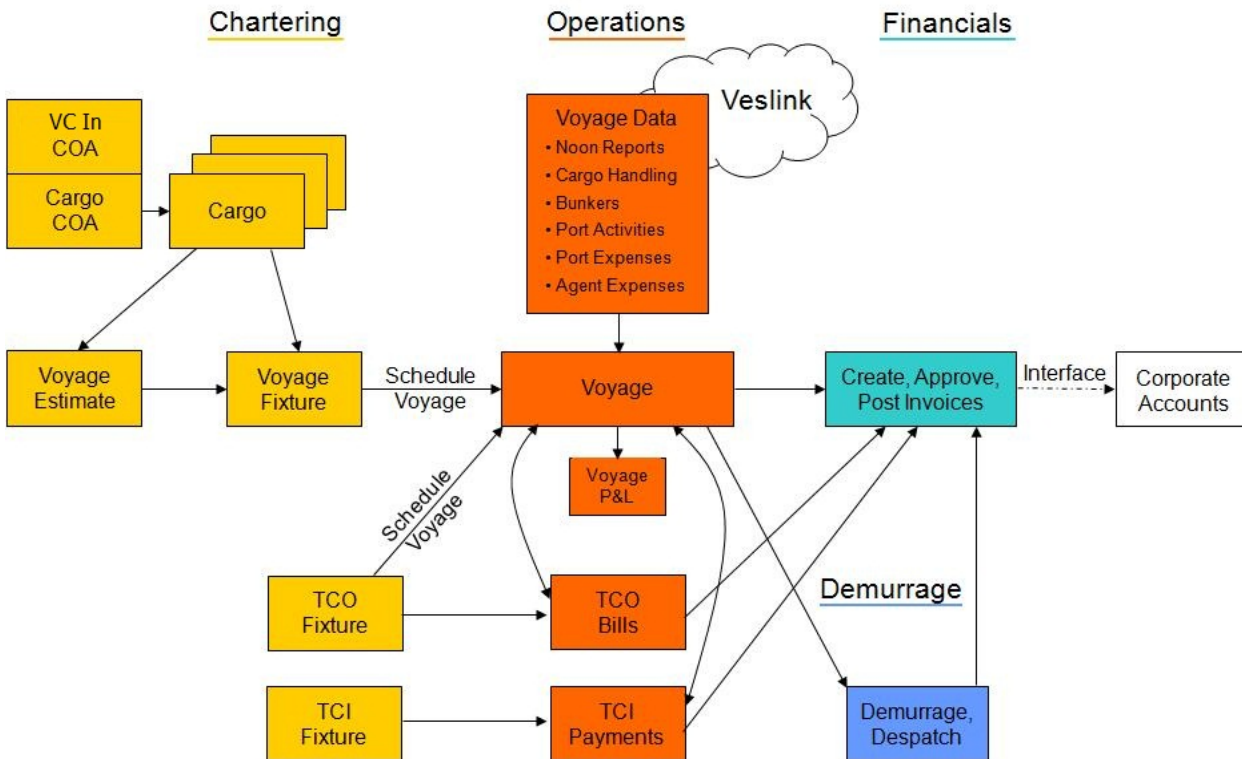 Chartering
Operations
Financials
Veslink
VC In
COA
Cargo
COA
Cargo
Voyage Data
• Noon Reports
• Cargo Handling
• Bunkers
• Port Activities
• Port Expenses
• Agent Expenses
Voyage
Estimate
Voyage
Fixture
Schedule
Voyage
Voyage
Create, Approve,
Post Invoices
Interface
Corporate
Accounts
Voyage
P&L
Schedule
Voyage
TCO
Fixture
TCO
Bills
Demurrage
TCI
Fixture
TCI
Payments
Demurrage,
Despatch